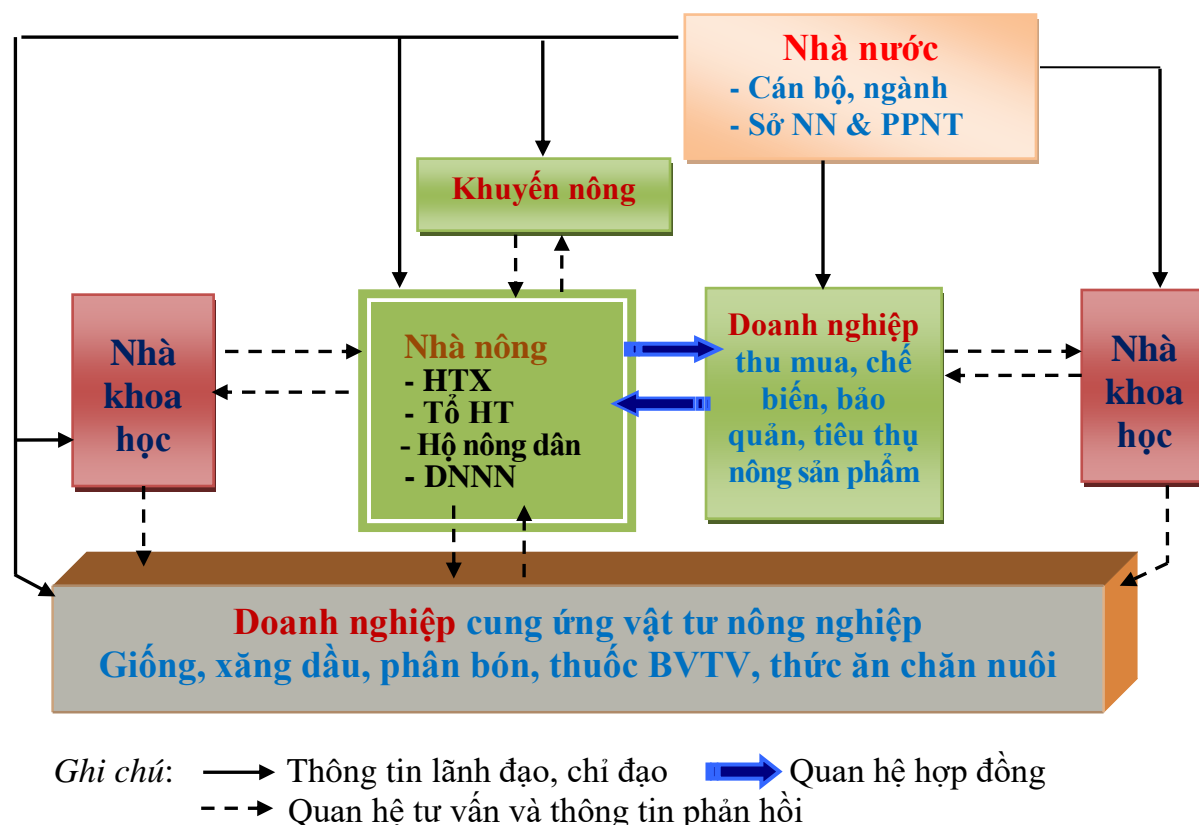 Nhà nước
- Cán bộ, ngành
- Sở NN & PPNT
Khuyến nông
Nhà
khoa
học
Nhà nông
- HTX
- Tổ HT
- Hộ nông dân
- DNNN
Doanh nghiệp
thu mua, chế
biến, bảo
quản, tiêu thụ
nông sản phẩm
Nhà
khoa
học
Doanh nghiệp cung ứng vật tư nông nghiệp
Giống, xăng dầu, phân bón, thuốc BVTV, thức ăn chăn nuôi
Ghi chú: Thông tin lãnh đạo, chỉ đạo Quan hệ hợp đồng
Quan hệ tư vấn và thông tin phản hồi